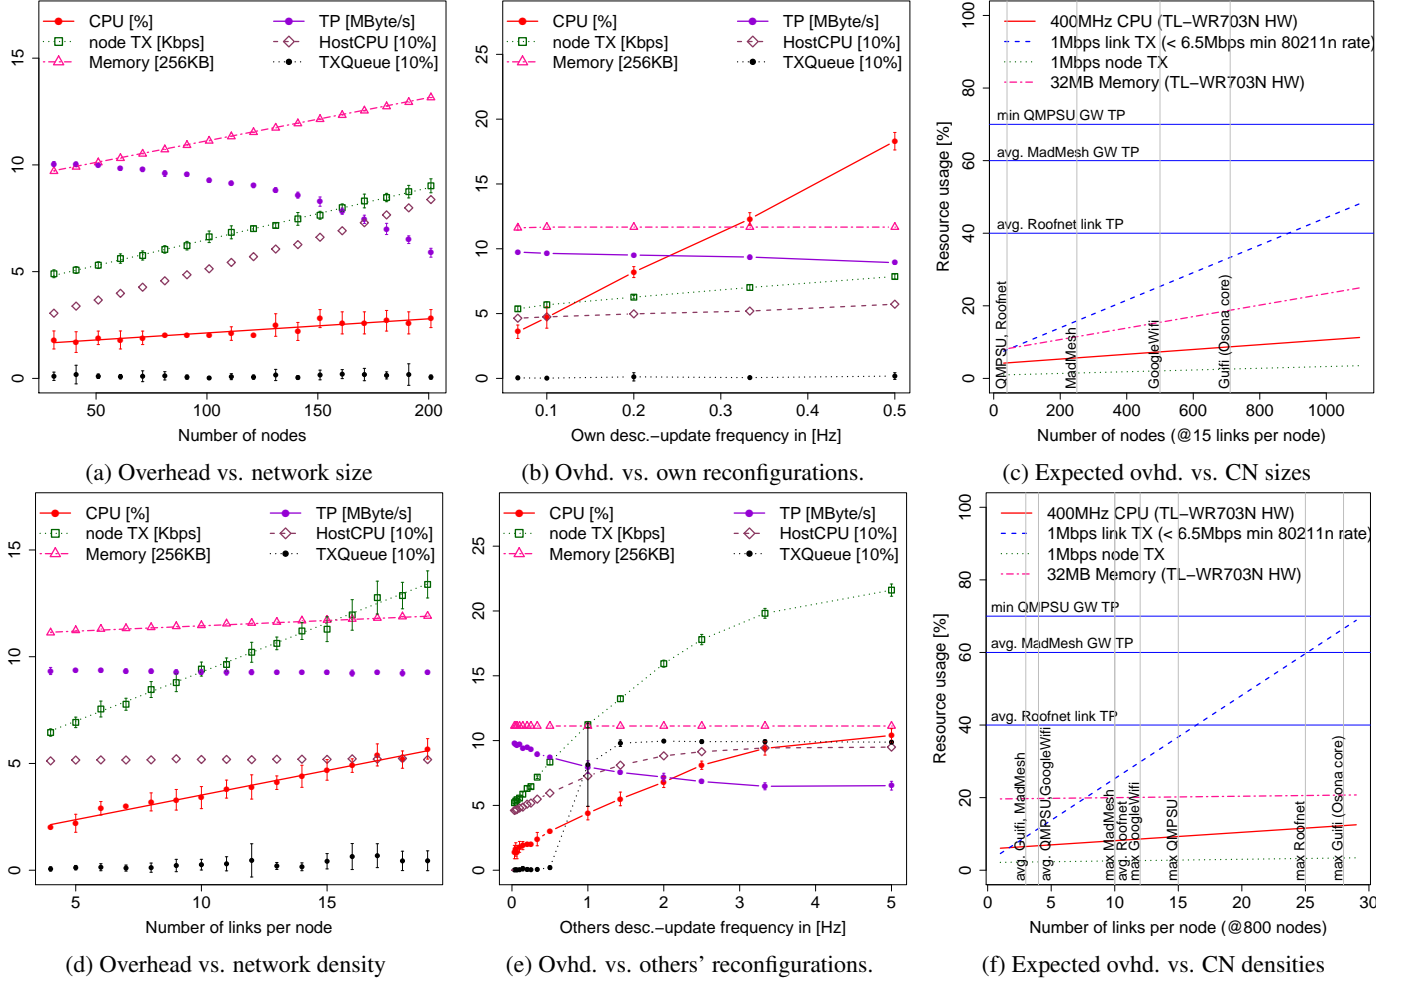 CPU [%]
node TX [Kbps]
Memory [256KB]
TP [MByte/s]
HostCPU [10%]
TXQueue [10%]
0
5
10
15
50
100
150
200
Number of nodes
(a) Overhead vs. network size
CPU [%]
node TX [Kbps]
Memory [256KB]
TP [MByte/s]
HostCPU [10%]
TXQueue [10%]
0
5
10
15
20
25
0.1
0.2
0.3
0.4
0.5
Own desc.−update frequency in [Hz]
(b) Ovhd. vs. own reconfigurations.
400MHz CPU (TL−WR703N HW)
1Mbps link TX (< 6.5Mbps min 80211n rate)
1Mbps node TX
32MB Memory (TL−WR703N HW)
min QMPSU GW TP
avg. MadMesh GW TP
avg. Roofnet link TP
QMPSU, Roofnet
MadMesh
GoogleWifi
Guifi (Osona core)
Resource usage [%]
0
20
40
60
80
100
0
200
400
600
800
1000
Number of nodes (@15 links per node)
(c) Expected ovhd. vs. CN sizes
CPU [%]
node TX [Kbps]
Memory [256KB]
TP [MByte/s]
HostCPU [10%]
TXQueue [10%]
0
5
10
15
5
10
15
Number of links per node
(d) Overhead vs. network density
CPU [%]
node TX [Kbps]
Memory [256KB]
TP [MByte/s]
HostCPU [10%]
TXQueue [10%]
0
5
10
15
20
25
0
1
2
3
4
5
Others desc.−update frequency in [Hz]
(e) Ovhd. vs. others’ reconfigurations.
400MHz CPU (TL−WR703N HW)
1Mbps link TX (< 6.5Mbps min 80211n rate)
1Mbps node TX
32MB Memory (TL−WR703N HW)
min QMPSU GW TP
avg. MadMesh GW TP
avg. Roofnet link TP
avg. Guifi, MadMesh
avg. QMPSU,GoogleWifi
max MadMesh
avg. Roofnet
max GoogleWifi
max QMPSU
max Roofnet
max Guifi (Osona core)
Resource usage [%]
0
20
40
60
80
100
0
5
10
15
20
25
30
Number of links per node (@800 nodes)
(f) Expected ovhd. vs. CN densities